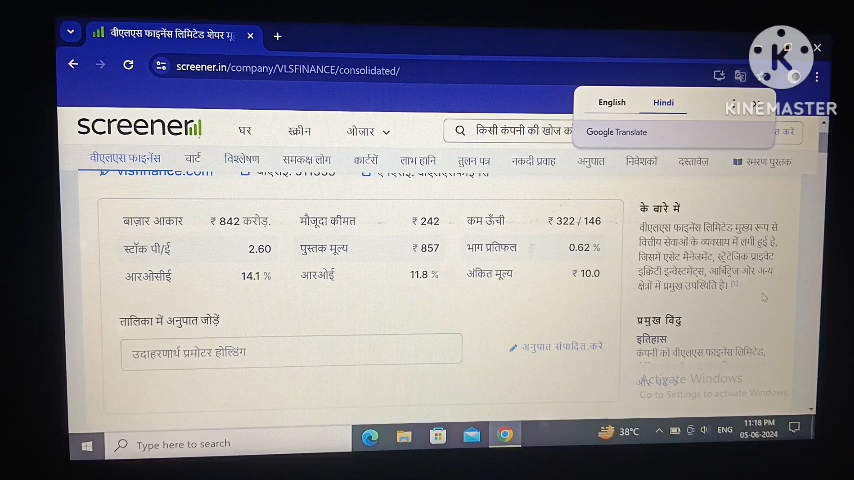 वीएलएस फाइनेंस लिमिटेड शेयर मू
screener.in/company/VLSFINANCE/consolidated/
K
KINEMASTER
English Hindi
Google Translate
screener
घर स्क्रीन औजार
किसी कंपनी की खोज क
त करें
वीएलएस फाइनेंस चार्ट विश्लेषण समकक्ष लोग कार्टरों लाभ हानि तुलन पत्र नकदी प्रवाह अनुपात निवेशकों दस्तावेज़ स्मरण पुस्तक
vlsfinance.com
बाज़ार आकार ₹ 842 करोड़. मौजूदा कीमत ₹ 242 कम ऊँची ₹ 322 / 146
स्टॉक पी/ई 2.60 पुस्तक मूल्य ₹ 857 भाग प्रतिफल 0.62 %
आरओसीई 14.1 % आरओई 11.8 % अंकित मूल्य ₹ 10.0
तालिका में अनुपात जोड़ें
उदाहरणार्थ प्रमोटर होल्डिंग
अनुपात संपादित करें
के बारे में
वीएलएस फाइनेंस लिमिटेड मुख्य रूप से
वित्तीय सेवाओं के व्यवसाय में लगी हुई है,
जिसमें एसेट मैनेजमेंट, स्ट्रेटेजिक प्राइवेट
इक्विटी इन्वेस्टमेंट्स, आर्बिट्रेज और अन्य
क्षेत्रों में प्रमुख उपस्थिति है। [1]
प्रमुख बिंदु
इतिहास
कंपनी को वीएलएस फाइनेंस लिमिटेड,
Activate Windows
Go to Settings to activate Windows.
Type here to search
38°C
ENG
11:18 PM
05-06-2024